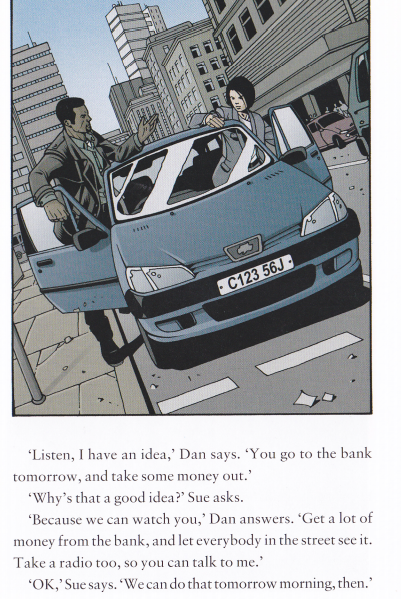 C123 56J
‘Listen, I have an idea,’ Dan says. ‘You go to the bank
tomorrow, and take some money out.’
‘Why’s that a good idea?’ Sue asks.
‘Because we can watch you,’ Dan answers. ‘Get a lot of
money from the bank, and let everybody in the street see it.
Take a radio too, so you can talk to me.’
‘OK,’ Sue says. ‘We can do that tomorrow morning, then.’